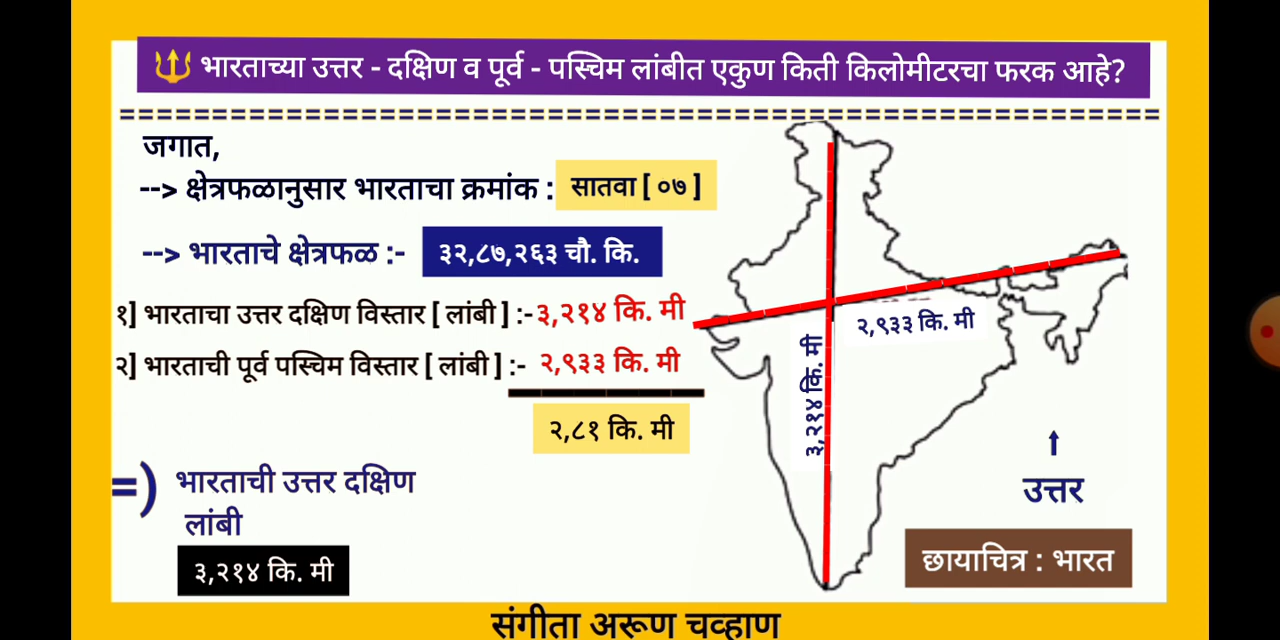 🔱 भारताच्या उत्तर - दक्षिण व पूर्व - पस्चिम लांबीत एकुण किती किलोमीटरचा फरक आहे?
जगात,
--> क्षेत्रफळानुसार भारताचा क्रमांक : सातवा [ ०७ ]
--> भारताचे क्षेत्रफळ :- ३२,८७,२६३ चौ. कि.
१] भारताचा उत्तर दक्षिण विस्तार [ लांबी ] :- ३,२१४ कि. मी
२] भारताची पूर्व पस्चिम विस्तार [ लांबी ] :- २,९३३ कि. मी
२,८१ कि. मी
=) भारताची उत्तर दक्षिण
लांबी
३,२१४ कि. मी
२,९३३ कि. मी
३,२१४ कि. मी
उत्तर
छायाचित्र : भारत
संगीता अरूण चव्हाण